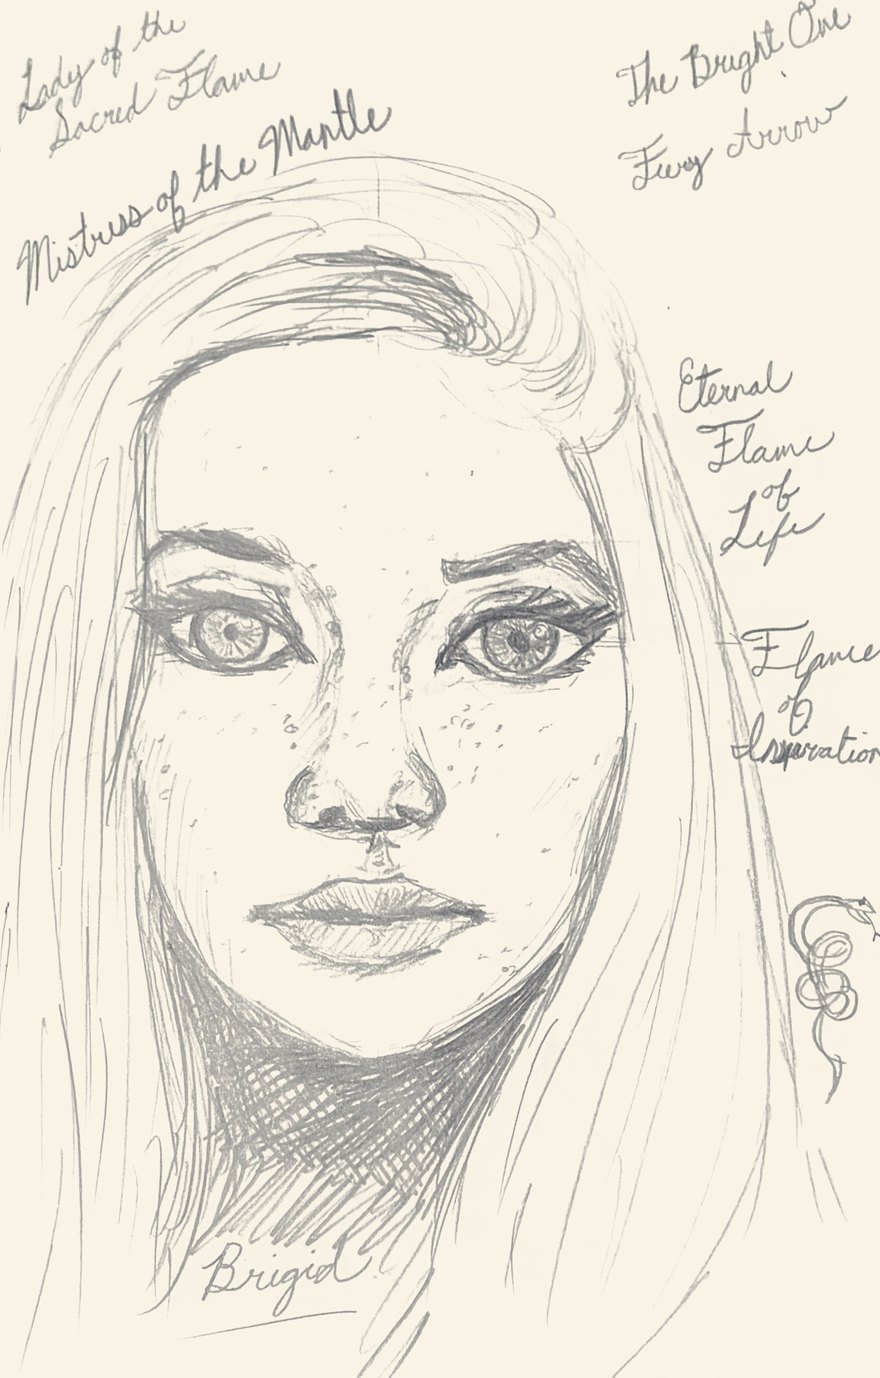 Lady of the
Sacred Flame
Mistress of the Mantle
The Bright One
Fiery Arrow
Eternal
Flame
of
Life
Flame
of
Inspiration
Brigid